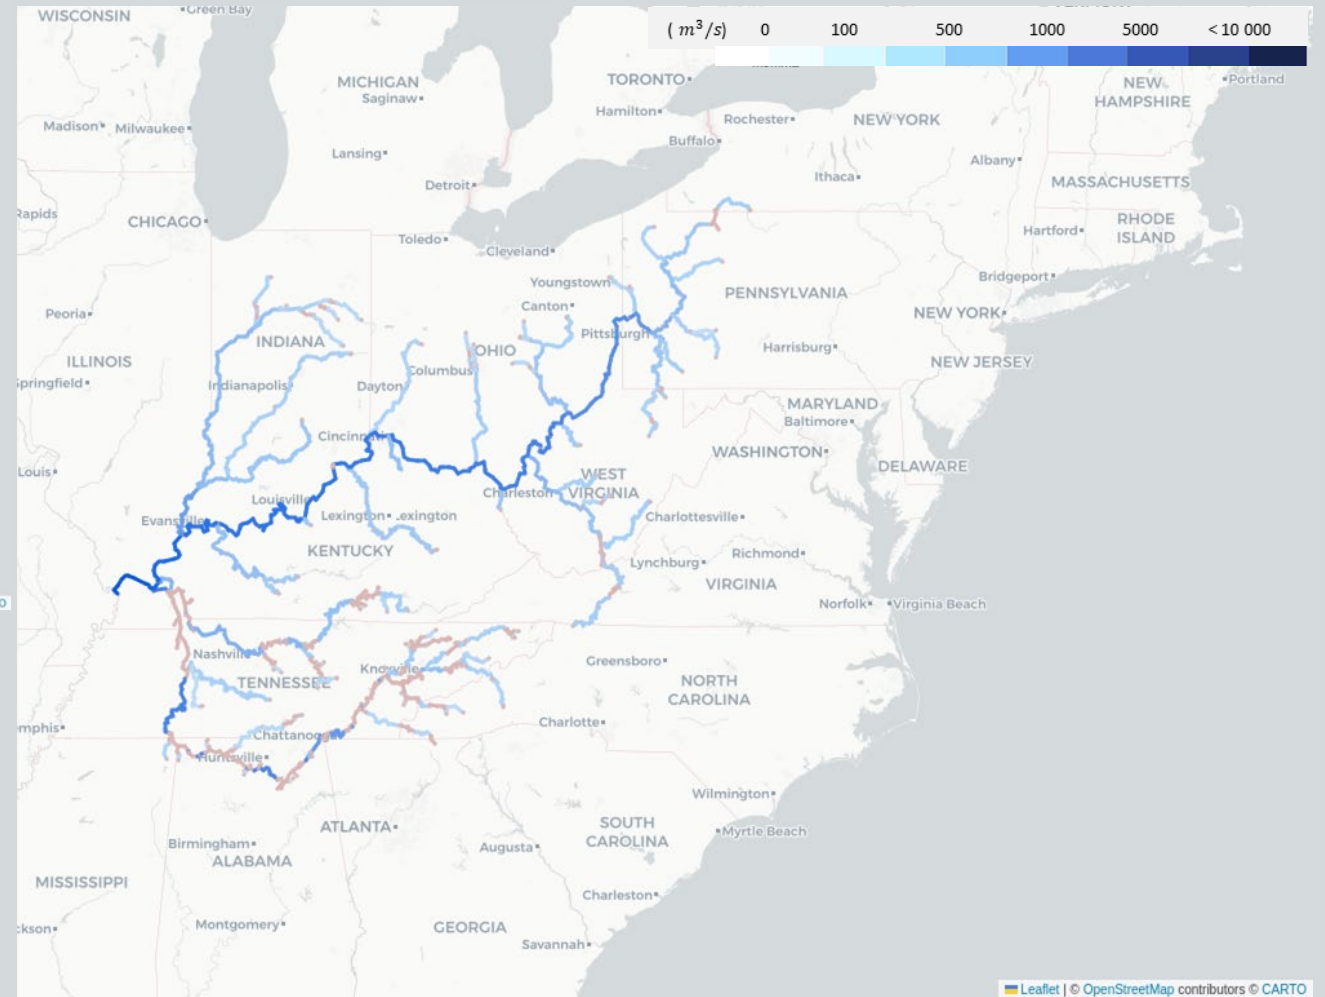 WISCONSIN
Green Bay
( m³/s) 0 100 500 1000 5000 < 10 000
MICHIGAN
Saginaw
TORONTO
Hamilton
NEW HAMPSHIRE
Portland
Madison
Milwaukee
Rochester
NEW YORK
Buffalo
Lansing
Albany
Detroit
Ithaca
MASSACHUSETTS
Rapids
CHICAGO
RHODE ISLAND
Hartford
Toledo
Cleveland
Bridgeport
Youngstown
PENNSYLVANIA
Canton
Peoria
NEW YORK
INDIANA
Pittsburgh
OHIO
Harrisburg
ILLINOIS
NEW JERSEY
Columbus
Springfield
Indianapolis
Dayton
MARYLAND
Baltimore
Cincinnati
WASHINGTON
DELAWARE
Louis
WEST VIRGINIA
Charleston
Louisville
Evansville
Lexington
Lexington
Charlottesville
KENTUCKY
Richmond
Lynchburg
VIRGINIA
Norfolk
Virginia Beach
Nashville
Greensboro
Knoxville
TENNESSEE
NORTH CAROLINA
emphis
Charlotte
Chattanoog
Huntsville
Wilmington
ATLANTA
SOUTH CAROLINA
Myrtle Beach
Birmingham
ALABAMA
Augusta
MISSISSIPPI
Charleston
Montgomery
GEORGIA
ckson
Savannah
Leaflet | © OpenStreetMap contributors © CARTO